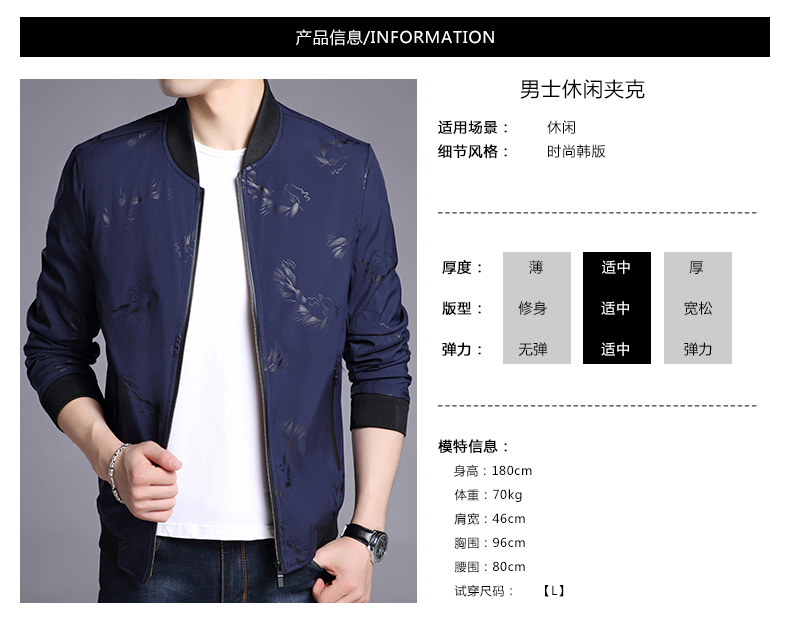 产品信息/INFORMATION
男士休闲夹克
适用场景： 休闲
细节风格： 时尚韩版
厚度： 薄 适中 厚
版型： 修身 适中 宽松
弹力： 无弹 适中 弹力
模特信息：
身高：180cm
体重：70kg
肩宽：46cm
胸围：96cm
腰围：80cm
试穿尺码： 【L】